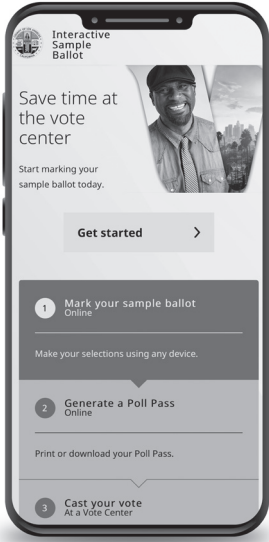 Interactive
Sample
Ballot
Save time at
the vote
center
Start marking your
sample ballot today.
Get started
1 Mark your sample ballot
Online
Make your selections using any device.
2 Generate a Poll Pass
Online
Print or download your Poll Pass.
3 Cast your vote
At a Vote Center